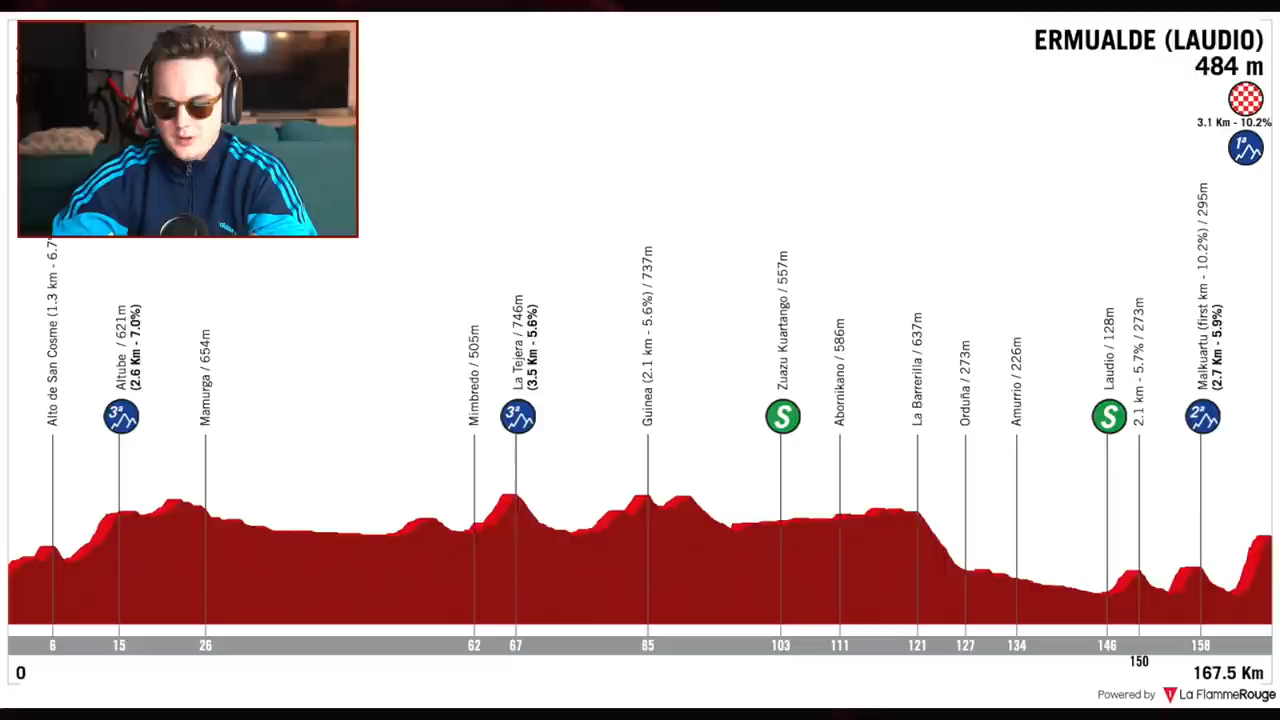 ERMUALDE (LAUDIO)
484 m
3.1 Km - 10.2%
1ª
Alto de San Cosme (1.3 km - 6.7%
Altube / 621m
(2.6 Km - 7.0%)
3ª
Mamurga / 654m
Mimbredo / 505m
La Tejera / 746m
(3.5 Km - 5.6%)
3ª
Guinea (2.1 km - 5.6%) / 737m
Zuazu Kuartango / 557m
S
Abornikano / 586m
La Barrerilla / 637m
Orduña / 273m
Amurrio / 226m
Laudio / 128m
S
2.1 km - 5.7% / 273m
Malkuartu (first km - 10.2%) / 295m
(2.7 Km - 5.9%)
2ª
6 15 26 62 67 85 103 111 121 127 134 146 158
150
0
167.5 Km
Powered by La FlammeRouge
adidas